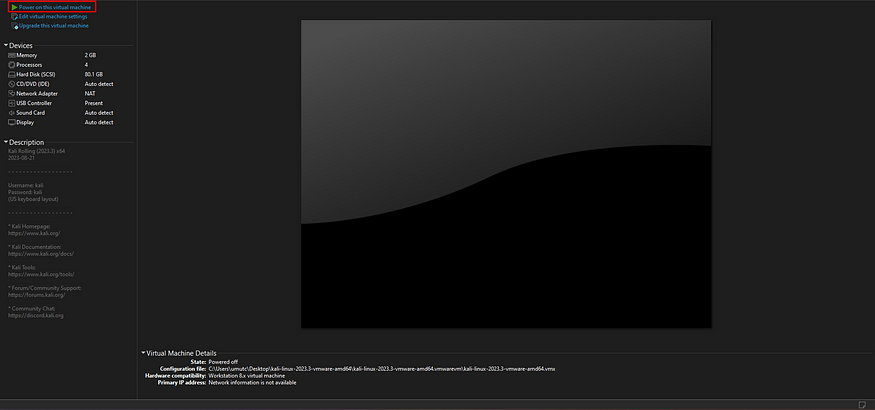 Power on this virtual machine
Edit virtual machine settings
Upgrade this virtual machine
Devices
Memory 2 GB
Processors 4
Hard Disk (SCSI) 80.1 GB
CD/DVD (IDE) Auto detect
Network Adapter NAT
USB Controller Present
Sound Card Auto detect
Display Auto detect
Description
Kali Rolling (2023.3) x64
2023-08-21
- - - - - - - - - - - - - - - - - -
Username: kali
Password: kali
(US keyboard layout)
- - - - - - - - - - - - - - - - - -
* Kali Homepage:
https://www.kali.org/
* Kali Documentation:
https://www.kali.org/docs/
* Kali Tools:
https://www.kali.org/tools/
* Forum/Community Support:
https://forums.kali.org/
* Community Chat:
https://discord.kali.org
Virtual Machine Details
State: Powered off
Configuration file: C:\Users\umutc\Desktop\kali-linux-2023.3-vmware-amd64\kali-linux-2023.3-vmware-amd64.vmwarevm\kali-linux-2023.3-vmware-amd64.vmx
Hardware compatibility: Workstation 8.x virtual machine
Primary IP address: Network information is not available